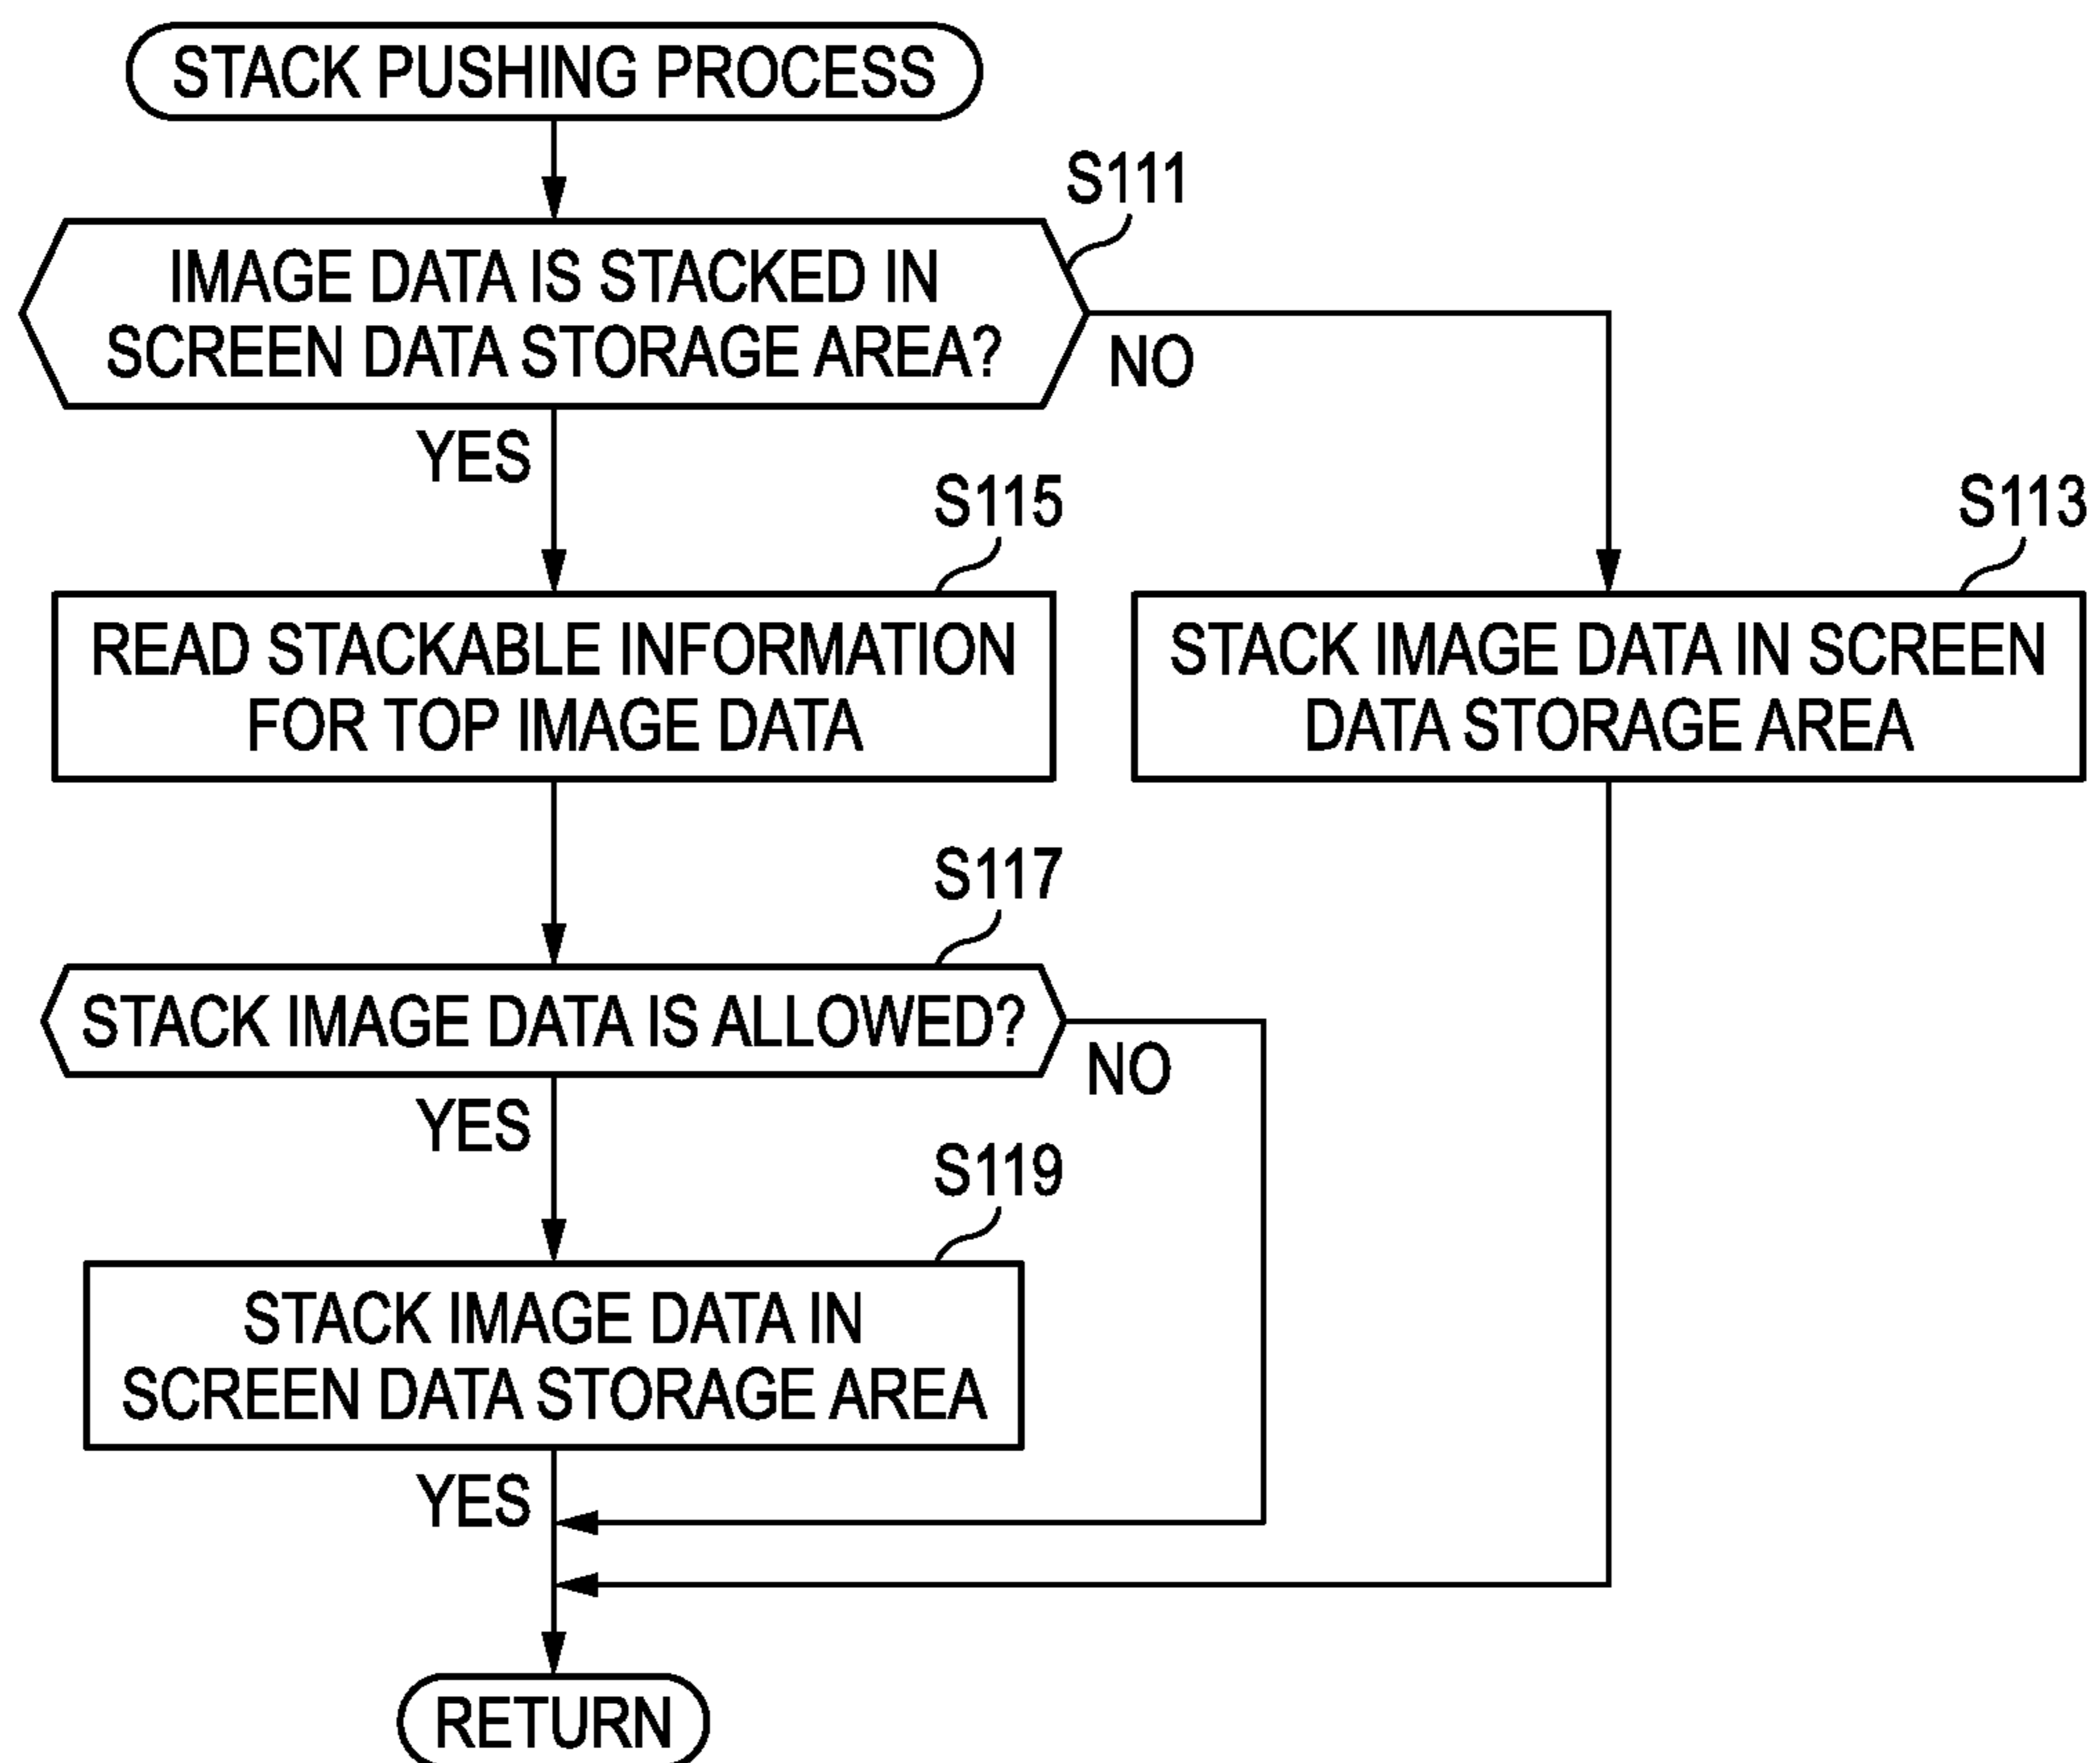 STACK PUSHING PROCESS
S111
IMAGE DATA IS STACKED IN
SCREEN DATA STORAGE AREA?
NO
YES
S115
S113
READ STACKABLE INFORMATION
FOR TOP IMAGE DATA
STACK IMAGE DATA IN SCREEN
DATA STORAGE AREA
S117
STACK IMAGE DATA IS ALLOWED?
NO
YES
S119
STACK IMAGE DATA IN
SCREEN DATA STORAGE AREA
YES
RETURN